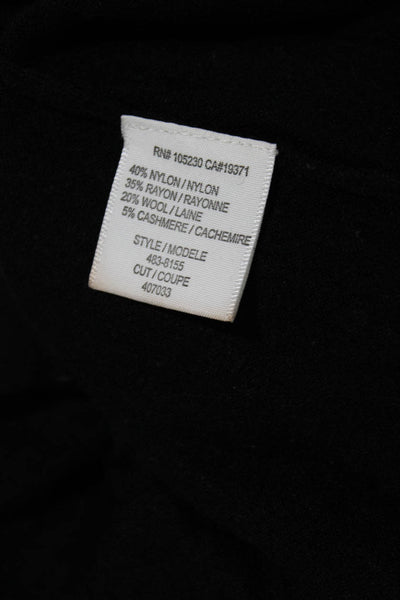 RN# 105230 CA#19371
40% NYLON / NYLON
35% RAYON / RAYONNE
20% WOOL / LAINE
5% CASHMERE / CACHEMIRE
STYLE / MODELE
483-8155
CUT / COUPE
407033